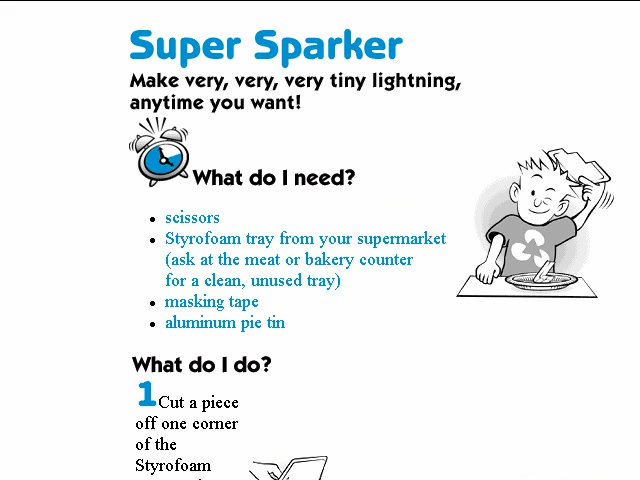 Super Sparker
Make very, very, very tiny lightning,
anytime you want!
What do I need?
scissors
Styrofoam tray from your supermarket
(ask at the meat or bakery counter
for a clean, unused tray)
masking tape
aluminum pie tin
What do I do?
1 Cut a piece
off one corner
of the
Styrofoam